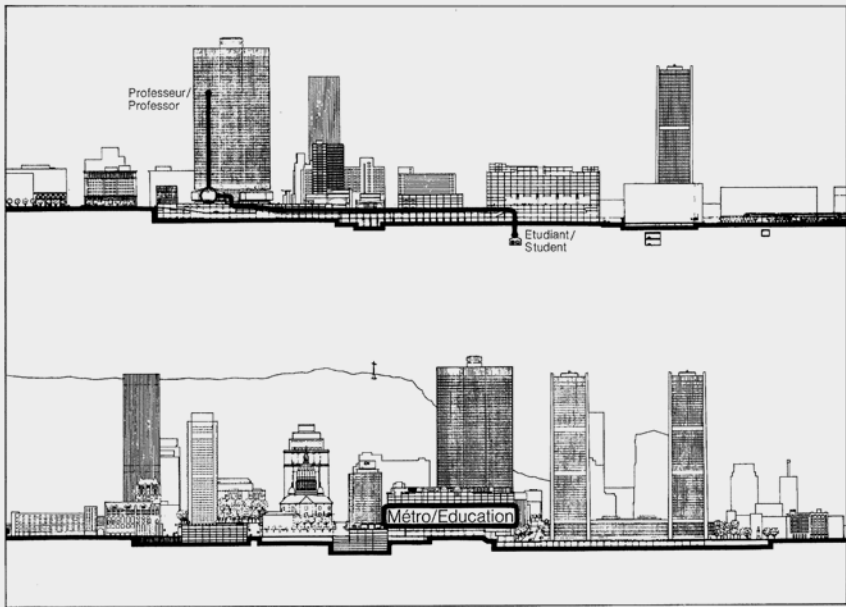 Professeur/
Professor
Etudiant/
Student
Métro/Education